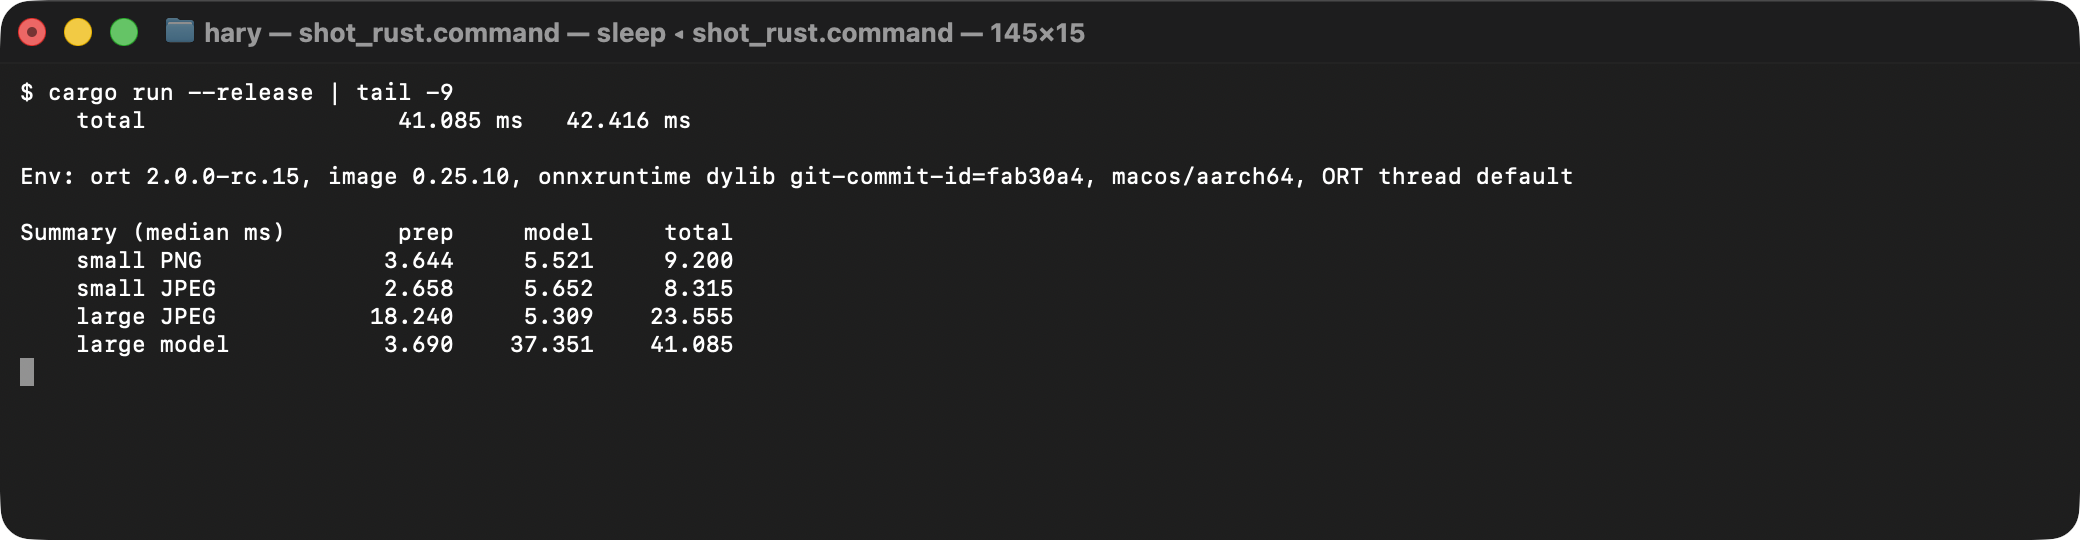 hary — shot_rust.command — sleep ◂ shot_rust.command — 145×15
$ cargo run --release | tail -9
    total                  41.085 ms   42.416 ms
Env: ort 2.0.0-rc.15, image 0.25.10, onnxruntime dylib git-commit-id=fab30a4, macos/aarch64, ORT thread default
Summary (median ms)        prep     model     total
    small PNG             3.644     5.521     9.200
    small JPEG            2.658     5.652     8.315
    large JPEG           18.240     5.309    23.555
    large model           3.690    37.351    41.085